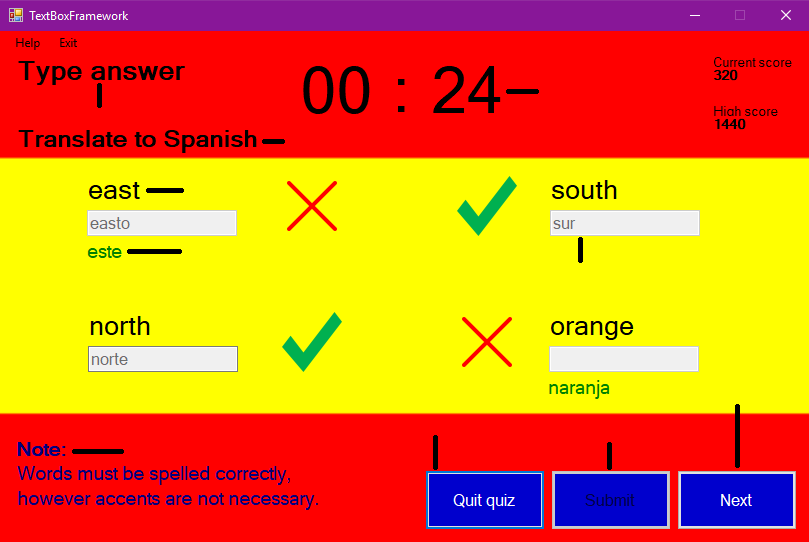 TextBoxFramework
Help Exit
Type answer
00 : 24
Current score
320
High score
1440
Translate to Spanish
east
south
easto
sur
este
north
orange
norte
naranja
Note:
Words must be spelled correctly,
however accents are not necessary.
Quit quiz
Submit
Next